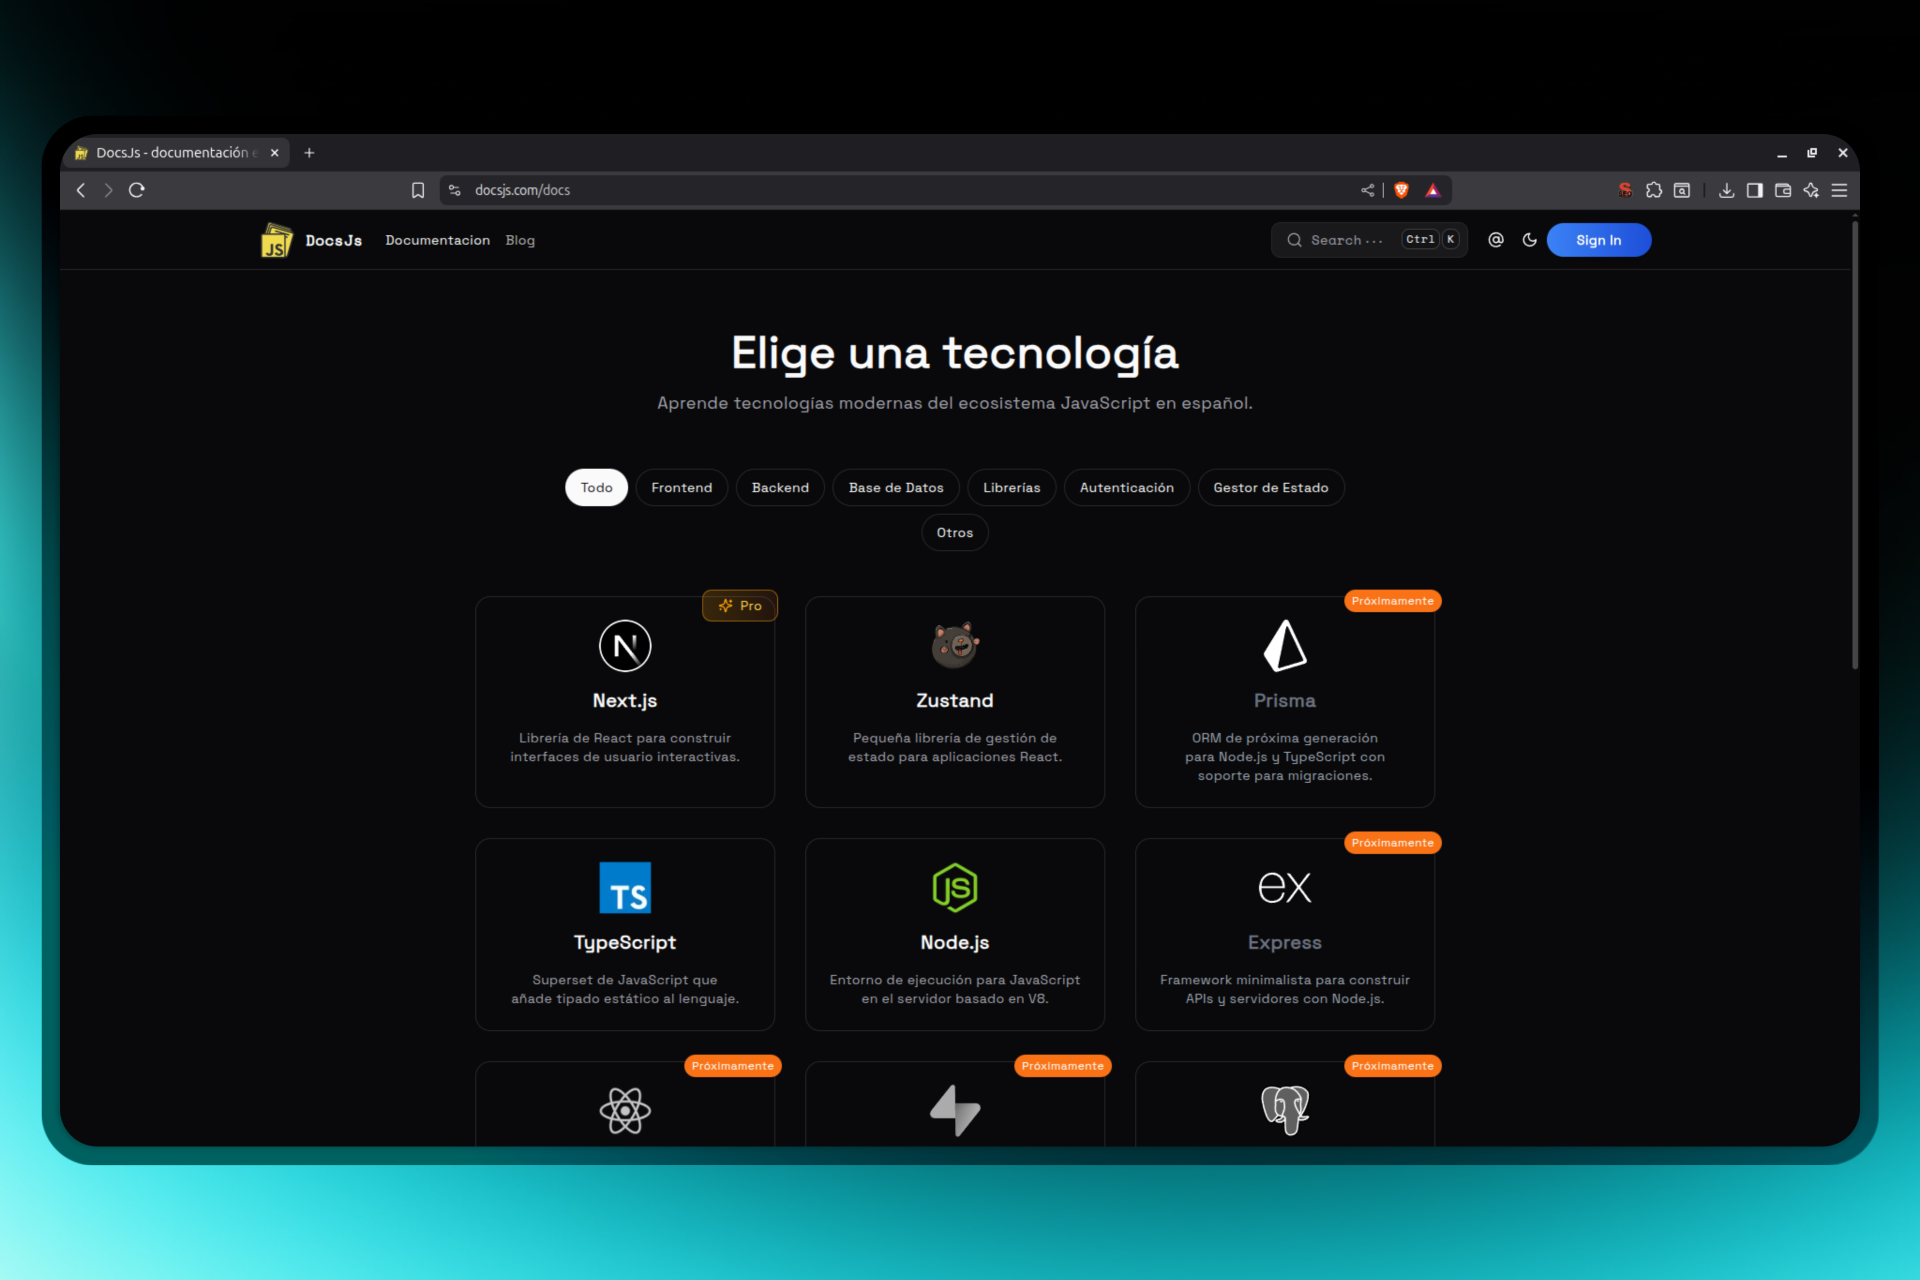 DocsJs - documentación e
docsjs.com/docs
JS DocsJs Documentacion Blog Search... Ctrl K Sign In
Elige una tecnología
Aprende tecnologías modernas del ecosistema JavaScript en español.
Todo Frontend Backend Base de Datos Librerías Autenticación Gestor de Estado
Otros
Pro
Próximamente
N
Next.js
Librería de React para construir
interfaces de usuario interactivas.
Zustand
Pequeña librería de gestión de
estado para aplicaciones React.
Prisma
ORM de próxima generación
para Node.js y TypeScript con
soporte para migraciones.
Próximamente
TS
TypeScript
Superset de JavaScript que
añade tipado estático al lenguaje.
JS
Node.js
Entorno de ejecución para JavaScript
en el servidor basado en V8.
ex
Express
Framework minimalista para construir
APIs y servidores con Node.js.
Próximamente
Próximamente
Próximamente